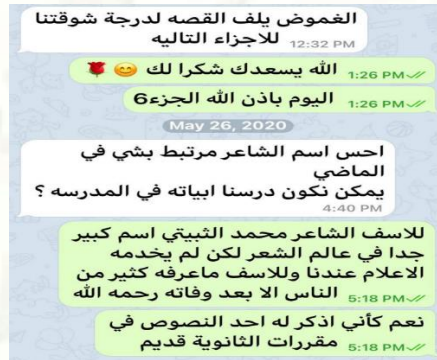 الغموض يلف القصه لدرجة شوقتنا
للاجزاء التاليه
12:32 PM
الله يسعدك شكرا لك 😊🌹
1:26 PM
اليوم باذن الله الجزء6
1:26 PM
May 26, 2020
احس اسم الشاعر مرتبط بشي في
الماضي
يمكن نكون درسنا ابياته في المدرسه ؟
4:40 PM
للاسف الشاعر محمد الثبيتي اسم كبير
جدا في عالم الشعر لكن لم يخدمه
الاعلام عندنا وللاسف ماعرفه كثير من
الناس الا بعد وفاته رحمه الله
5:18 PM
نعم كأني اذكر له احد النصوص في
مقررات الثانوية قديم
5:18 PM